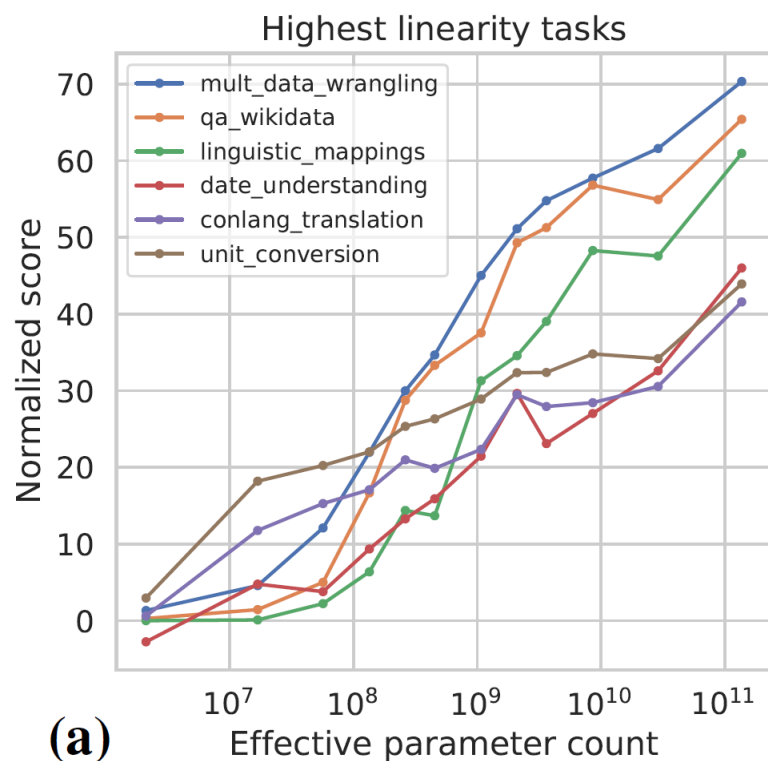 Highest linearity tasks
mult_data_wrangling
qa_wikidata
linguistic_mappings
date_understanding
conlang_translation
unit_conversion
Normalized score
70
60
50
40
30
20
10
0
10⁷ 10⁸ 10⁹ 10¹⁰ 10¹¹
(a) Effective parameter count